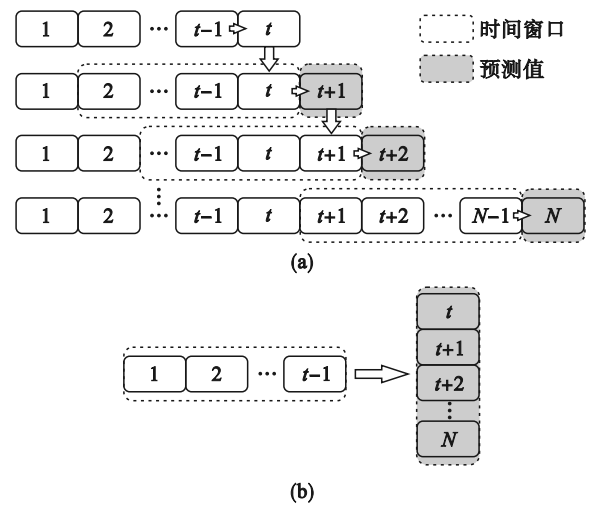 1 2 ··· t−1 t
时间窗口
预测值
1 2 ··· t−1 t t+1
1 2 ··· t−1 t t+1 t+2
⋮
1 2 ··· t−1 t t+1 t+2 ··· N−1 N
(a)
1 2 ··· t−1
t
t+1
t+2
⋮
N
(b)